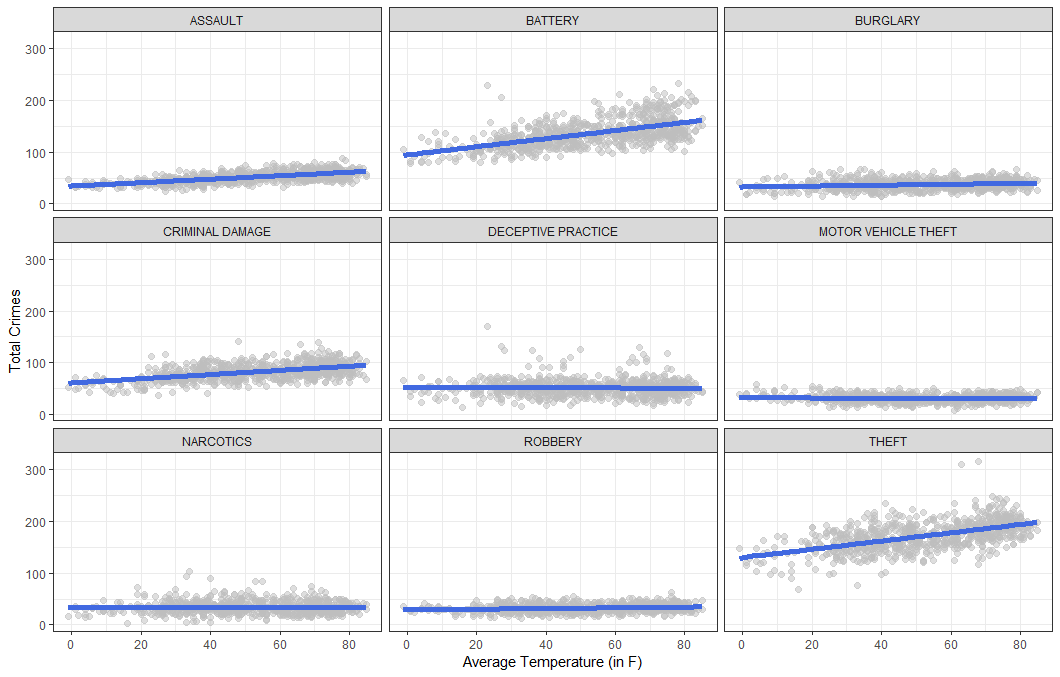 ASSAULT BATTERY BURGLARY
300
200
100
0
CRIMINAL DAMAGE DECEPTIVE PRACTICE MOTOR VEHICLE THEFT
300
200
100
0
Total Crimes
NARCOTICS ROBBERY THEFT
300
200
100
0
0 20 40 60 80 0 20 40 60 80 0 20 40 60 80
Average Temperature (in F)